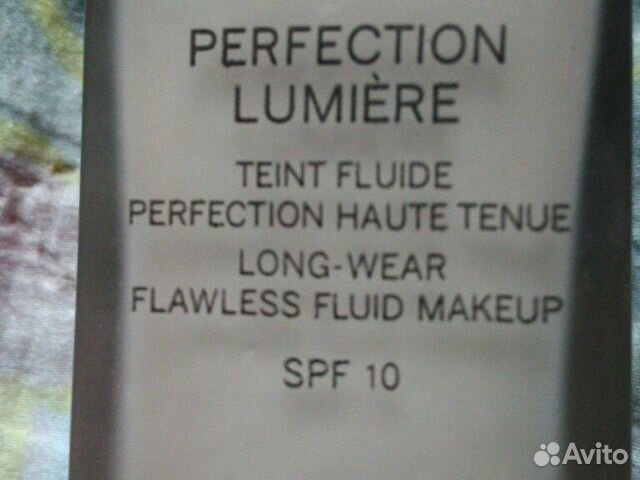 PERFECTION
LUMIÈRE
TEINT FLUIDE
PERFECTION HAUTE TENUE
LONG-WEAR
FLAWLESS FLUID MAKEUP
SPF 10
Avito